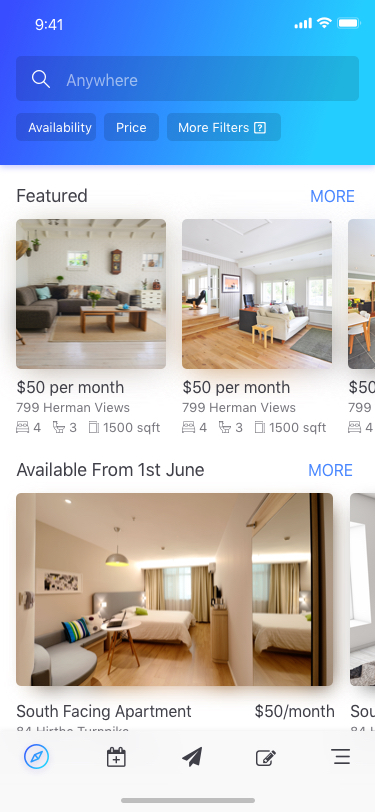 9:41
Anywhere
Availability Price More Filters
Featured MORE
$50 per month $50 per month $50
799 Herman Views 799 Herman Views 799
4 3 1500 sqft 4 3 1500 sqft 4
Available From 1st June MORE
South Facing Apartment $50/month Sou
84 Hirthe Turnpike